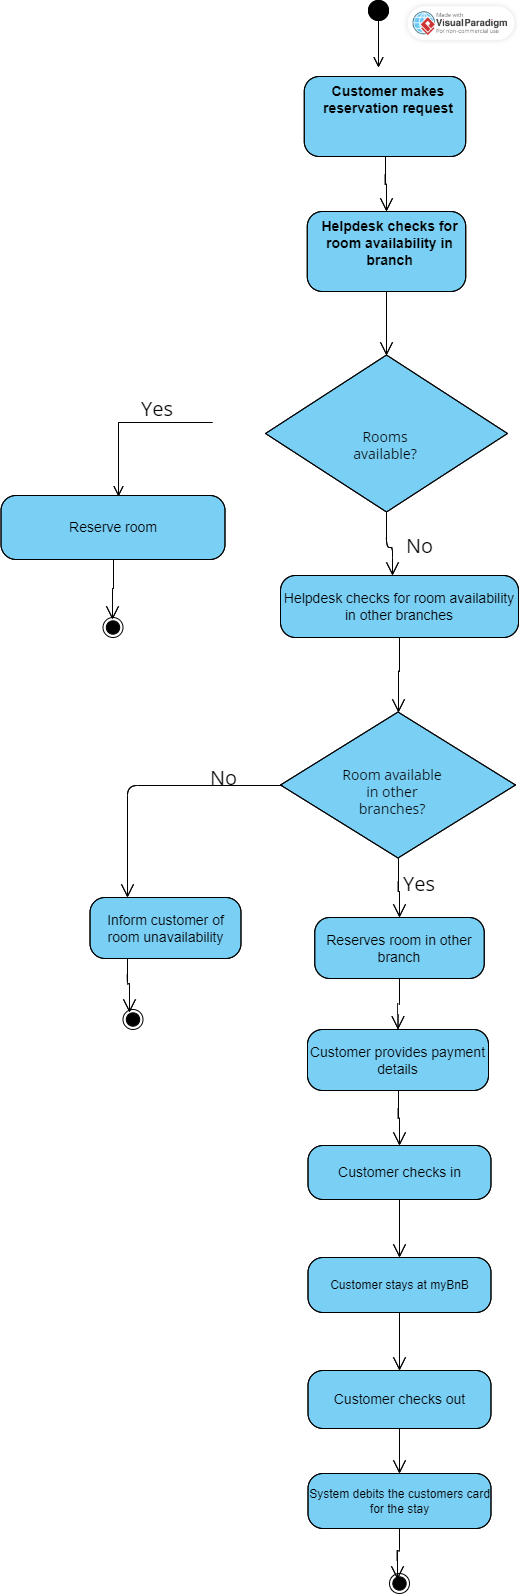 Made with
VisualParadigm
For non-commercial use
Customer makes
reservation request
Helpdesk checks for
room availability in
branch
Rooms
available?
Yes
Reserve room
No
Helpdesk checks for room availability
in other branches
Room available
in other
branches?
No
Inform customer of
room unavailability
Yes
Reserves room in other
branch
Customer provides payment
details
Customer checks in
Customer stays at myBnB
Customer checks out
System debits the customers card
for the stay